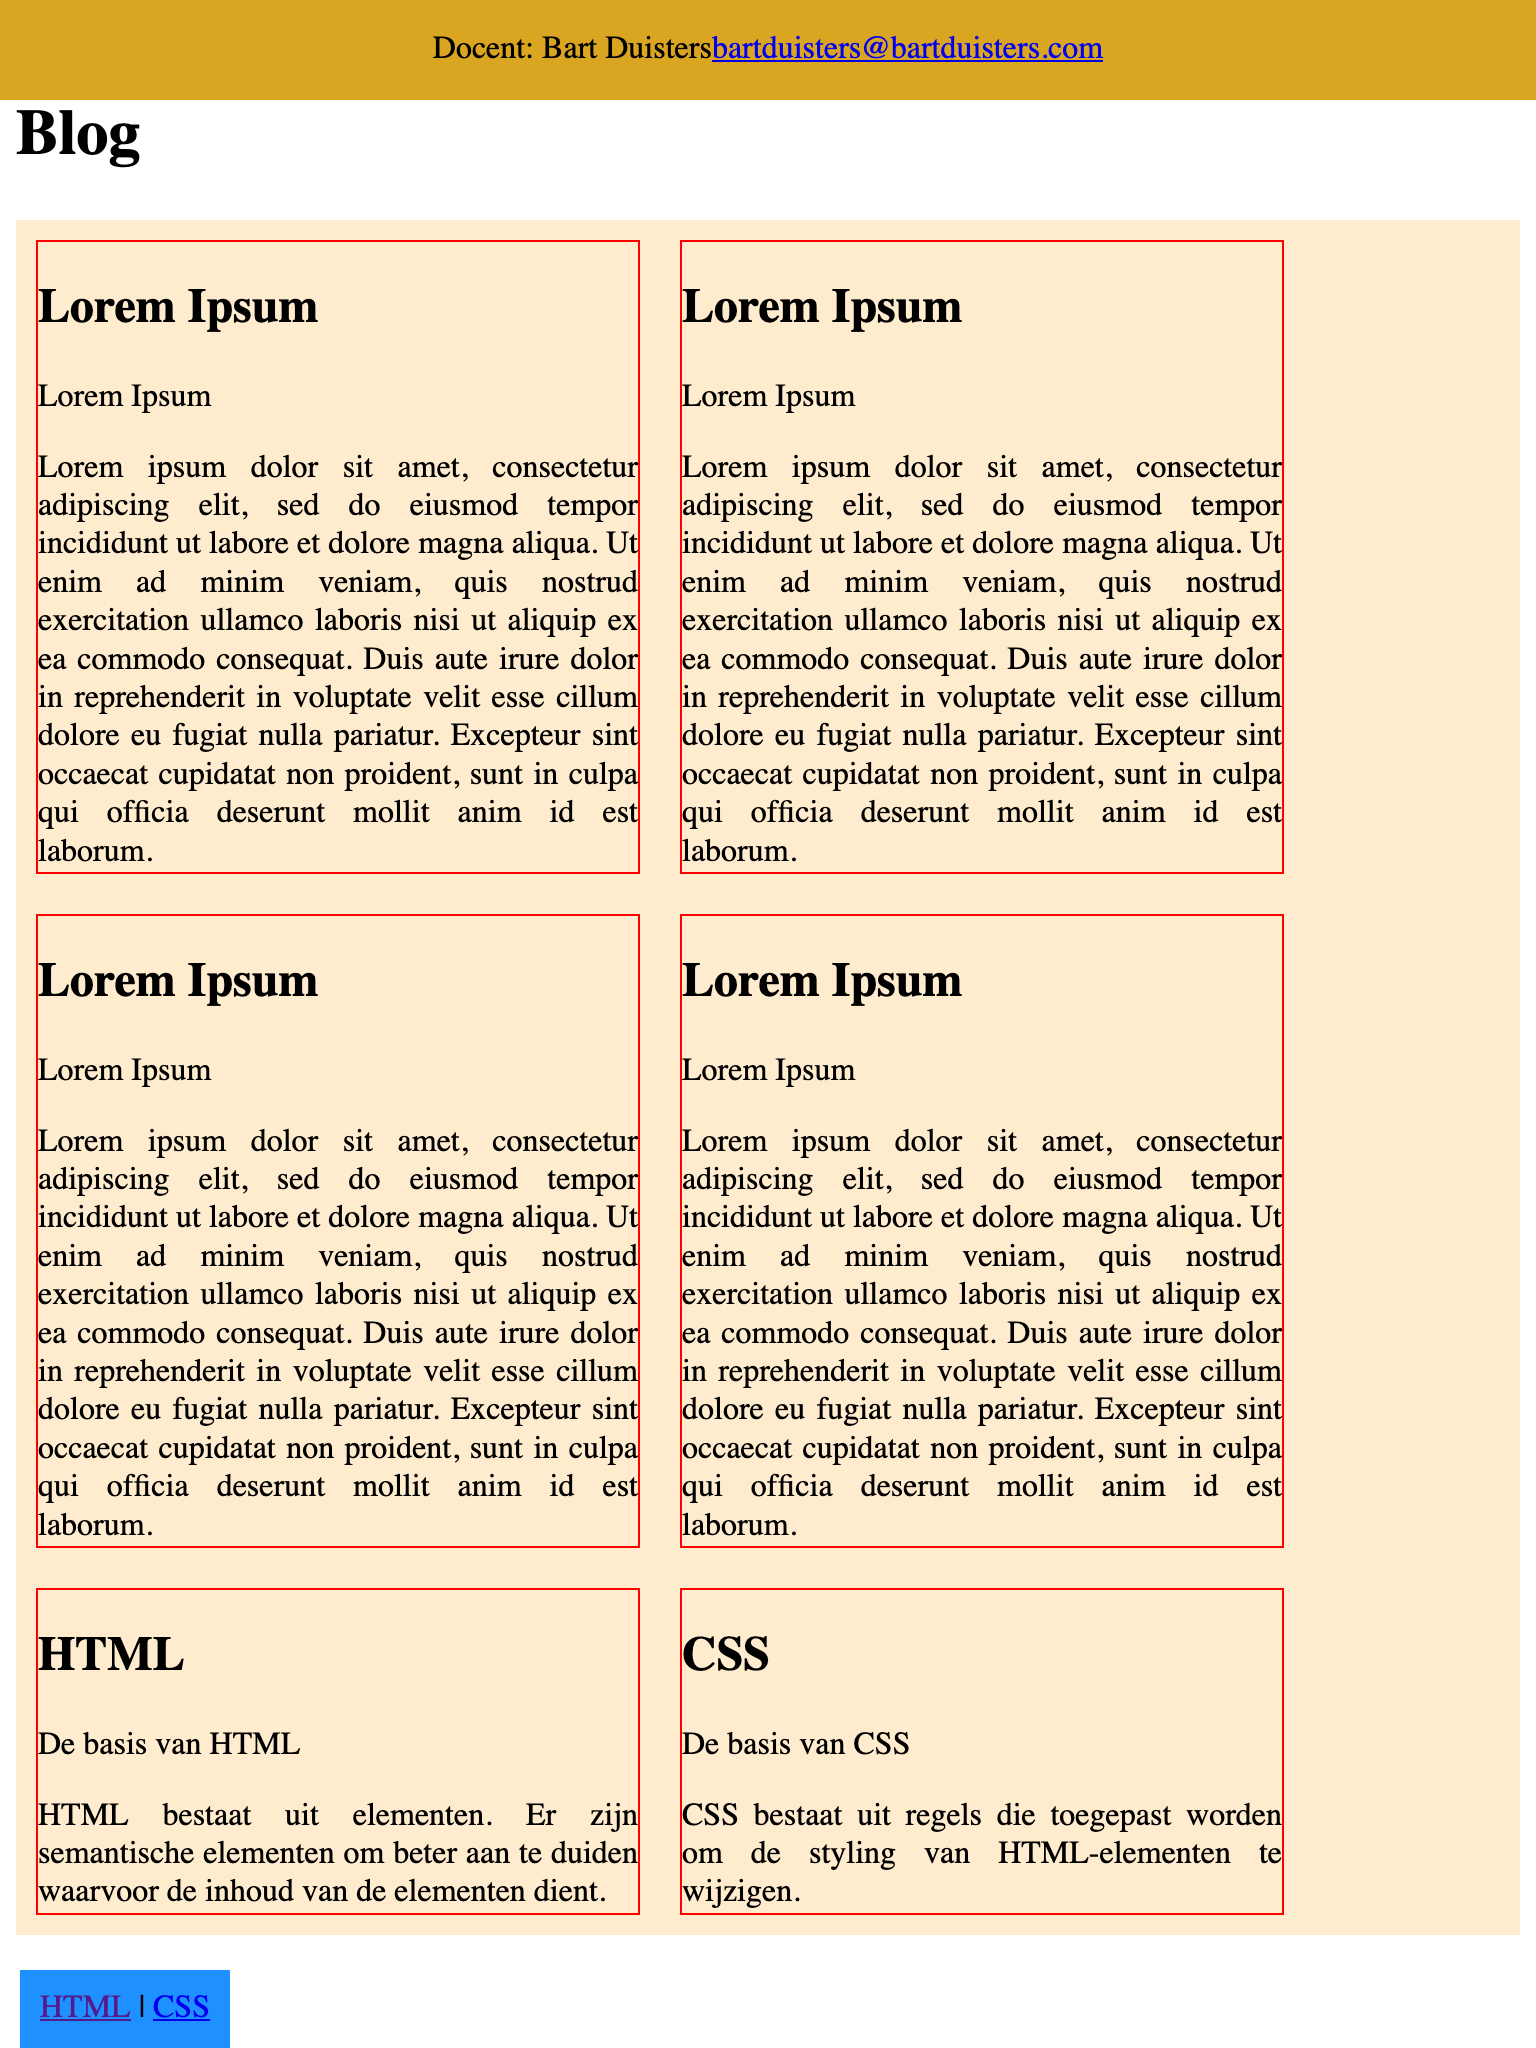 Docent: Bart Duistersbartduisters@bartduisters.com
Blog
Lorem Ipsum
Lorem Ipsum
Lorem ipsum dolor sit amet, consectetur
adipiscing elit, sed do eiusmod tempor
incididunt ut labore et dolore magna aliqua. Ut
enim ad minim veniam, quis nostrud
exercitation ullamco laboris nisi ut aliquip ex
ea commodo consequat. Duis aute irure dolor
in reprehenderit in voluptate velit esse cillum
dolore eu fugiat nulla pariatur. Excepteur sint
occaecat cupidatat non proident, sunt in culpa
qui officia deserunt mollit anim id est
laborum.
Lorem Ipsum
Lorem Ipsum
Lorem ipsum dolor sit amet, consectetur
adipiscing elit, sed do eiusmod tempor
incididunt ut labore et dolore magna aliqua. Ut
enim ad minim veniam, quis nostrud
exercitation ullamco laboris nisi ut aliquip ex
ea commodo consequat. Duis aute irure dolor
in reprehenderit in voluptate velit esse cillum
dolore eu fugiat nulla pariatur. Excepteur sint
occaecat cupidatat non proident, sunt in culpa
qui officia deserunt mollit anim id est
laborum.
Lorem Ipsum
Lorem Ipsum
Lorem ipsum dolor sit amet, consectetur
adipiscing elit, sed do eiusmod tempor
incididunt ut labore et dolore magna aliqua. Ut
enim ad minim veniam, quis nostrud
exercitation ullamco laboris nisi ut aliquip ex
ea commodo consequat. Duis aute irure dolor
in reprehenderit in voluptate velit esse cillum
dolore eu fugiat nulla pariatur. Excepteur sint
occaecat cupidatat non proident, sunt in culpa
qui officia deserunt mollit anim id est
laborum.
Lorem Ipsum
Lorem Ipsum
Lorem ipsum dolor sit amet, consectetur
adipiscing elit, sed do eiusmod tempor
incididunt ut labore et dolore magna aliqua. Ut
enim ad minim veniam, quis nostrud
exercitation ullamco laboris nisi ut aliquip ex
ea commodo consequat. Duis aute irure dolor
in reprehenderit in voluptate velit esse cillum
dolore eu fugiat nulla pariatur. Excepteur sint
occaecat cupidatat non proident, sunt in culpa
qui officia deserunt mollit anim id est
laborum.
HTML
De basis van HTML
HTML bestaat uit elementen. Er zijn
semantische elementen om beter aan te duiden
waarvoor de inhoud van de elementen dient.
CSS
De basis van CSS
CSS bestaat uit regels die toegepast worden
om de styling van HTML-elementen te
wijzigen.
HTML | CSS